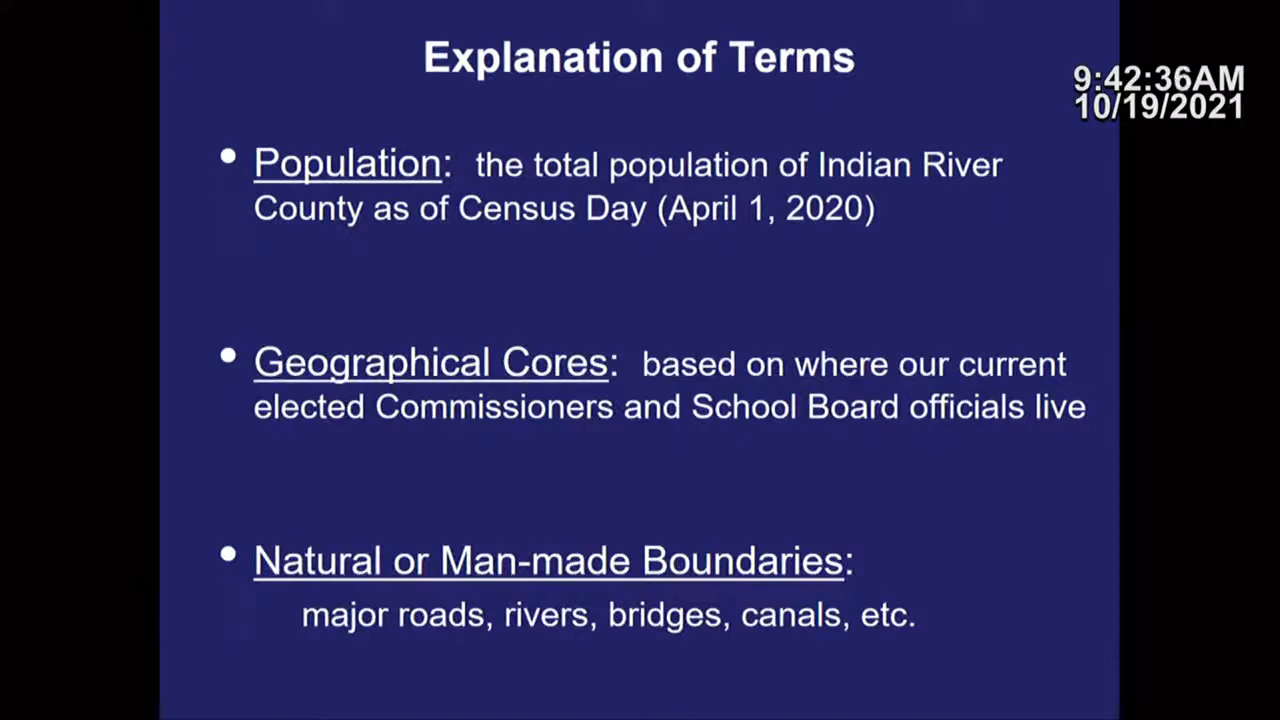 Explanation of Terms
9:42:36AM
10/19/2021
• Population: the total population of Indian River
County as of Census Day (April 1, 2020)
• Geographical Cores: based on where our current
elected Commissioners and School Board officials live
• Natural or Man-made Boundaries:
major roads, rivers, bridges, canals, etc.